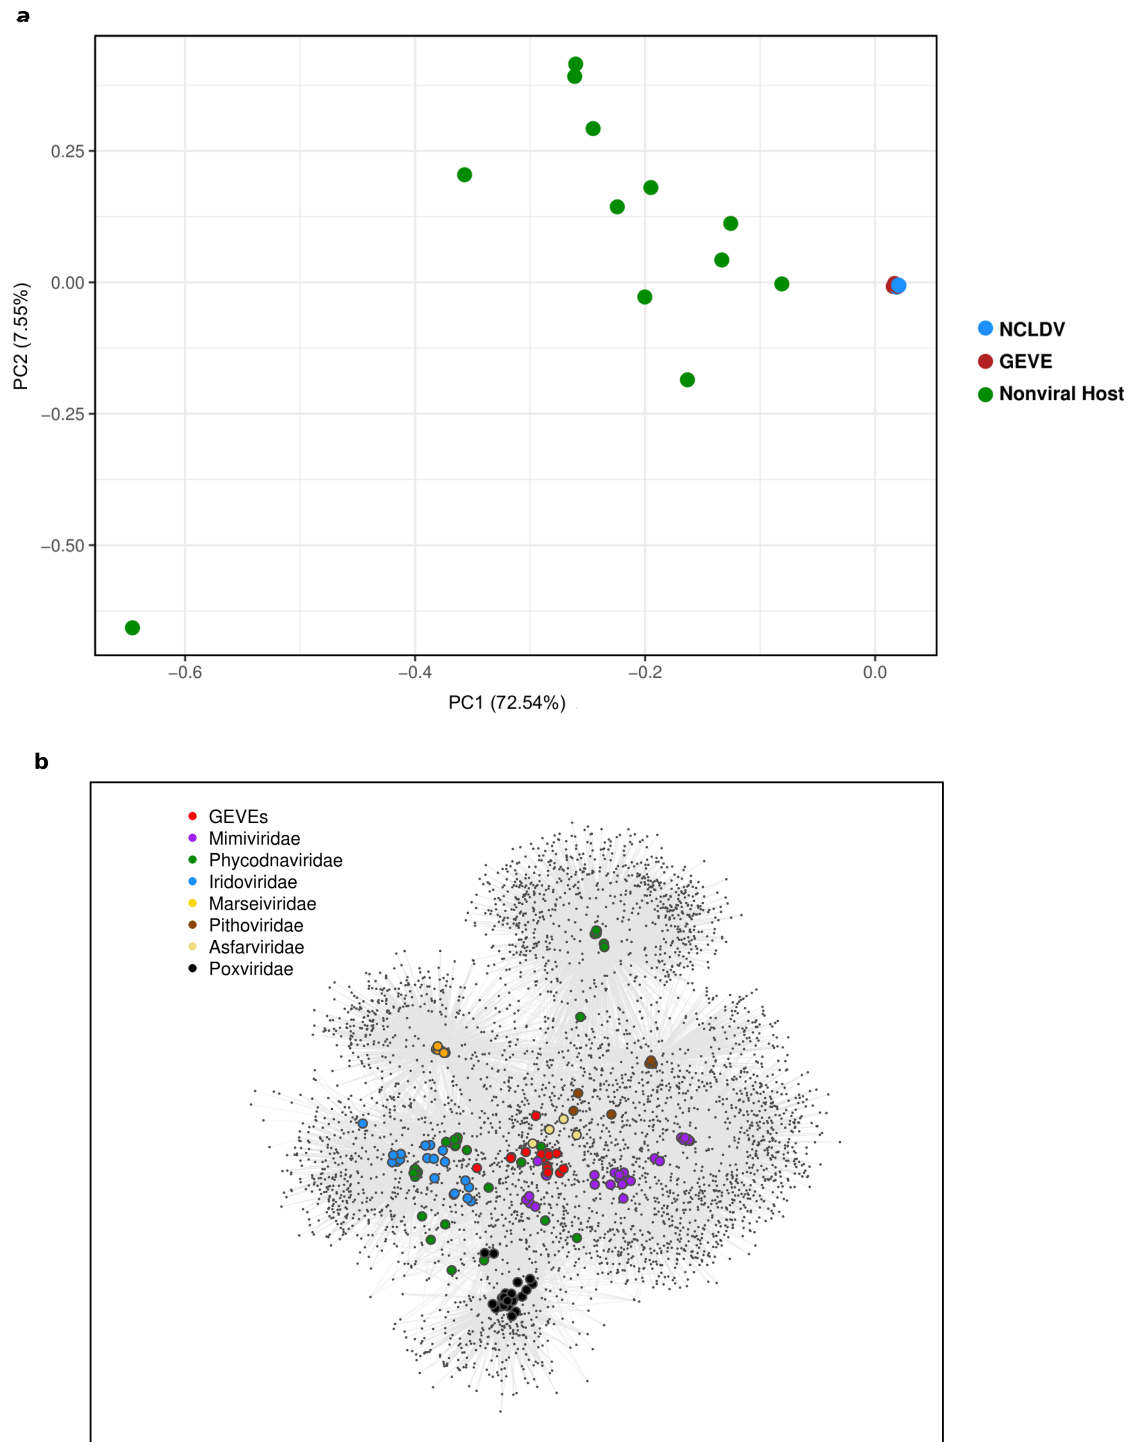 a
0.25
0.00
−0.25
−0.50
PC2 (7.55%)
−0.6
−0.4
−0.2
0.0
PC1 (72.54%)
NCLDV
GEVE
Nonviral Host
b
GEVEs
Mimiviridae
Phycodnaviridae
Iridoviridae
Marseiviridae
Pithoviridae
Asfarviridae
Poxviridae